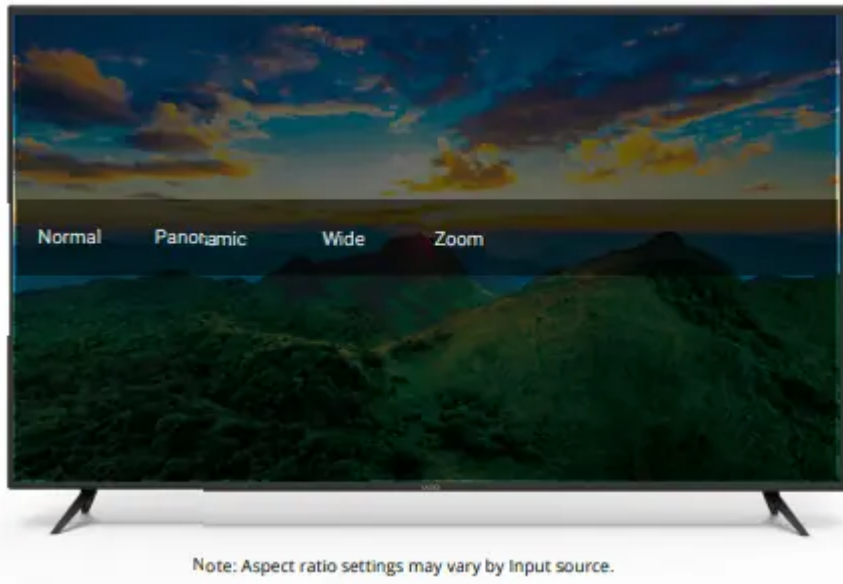 Normal Panoramic Wide Zoom
Note: Aspect ratio settings may vary by Input source.